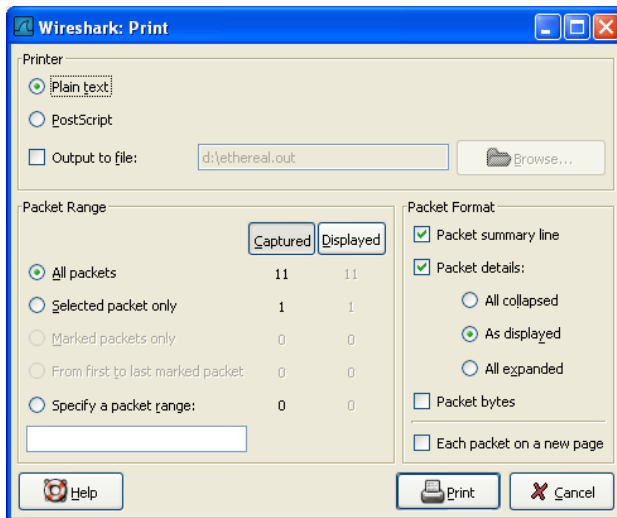 Wireshark: Print
Printer
Plain text
PostScript
Output to file: d:\ethereal.out Browse...
Packet Range
Captured Displayed
All packets 11 11
Selected packet only 1 1
Marked packets only 0 0
From first to last marked packet 0 0
Specify a packet range: 0 0
Packet Format
Packet summary line
Packet details:
All collapsed
As displayed
All expanded
Packet bytes
Each packet on a new page
Help Print Cancel